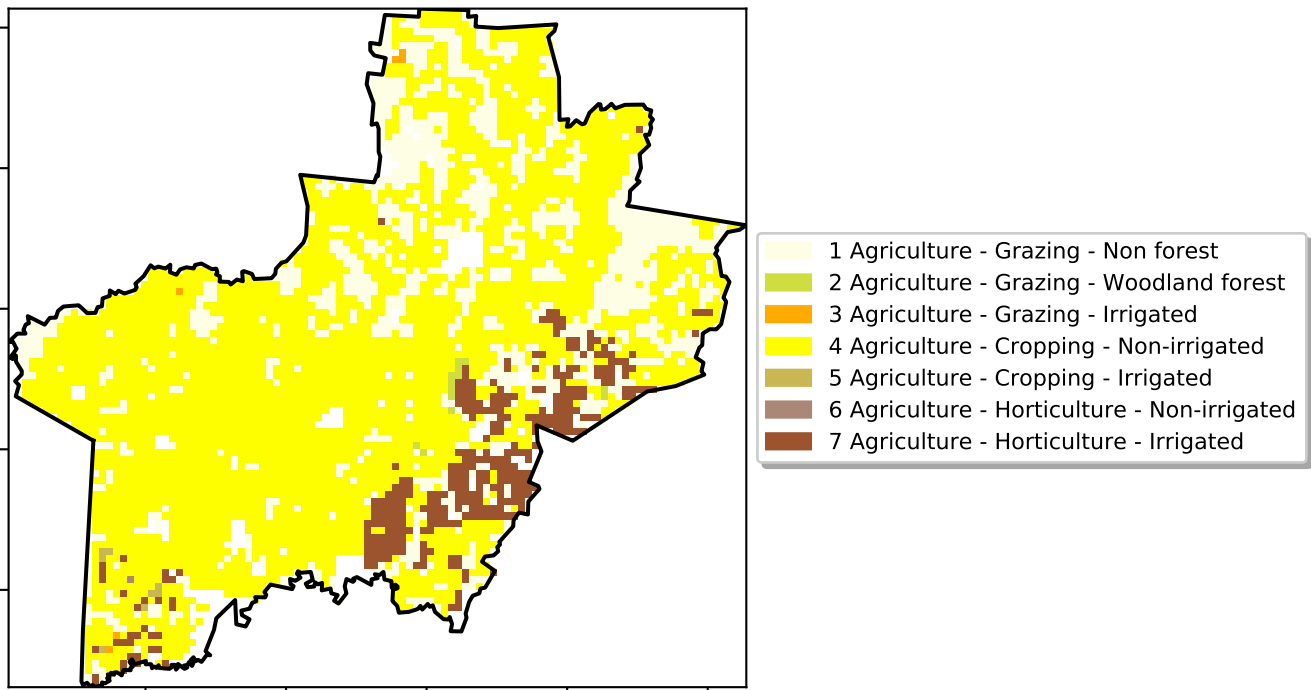 1 Agriculture - Grazing - Non forest
2 Agriculture - Grazing - Woodland forest
3 Agriculture - Grazing - Irrigated
4 Agriculture - Cropping - Non-irrigated
5 Agriculture - Cropping - Irrigated
6 Agriculture - Horticulture - Non-irrigated
7 Agriculture - Horticulture - Irrigated